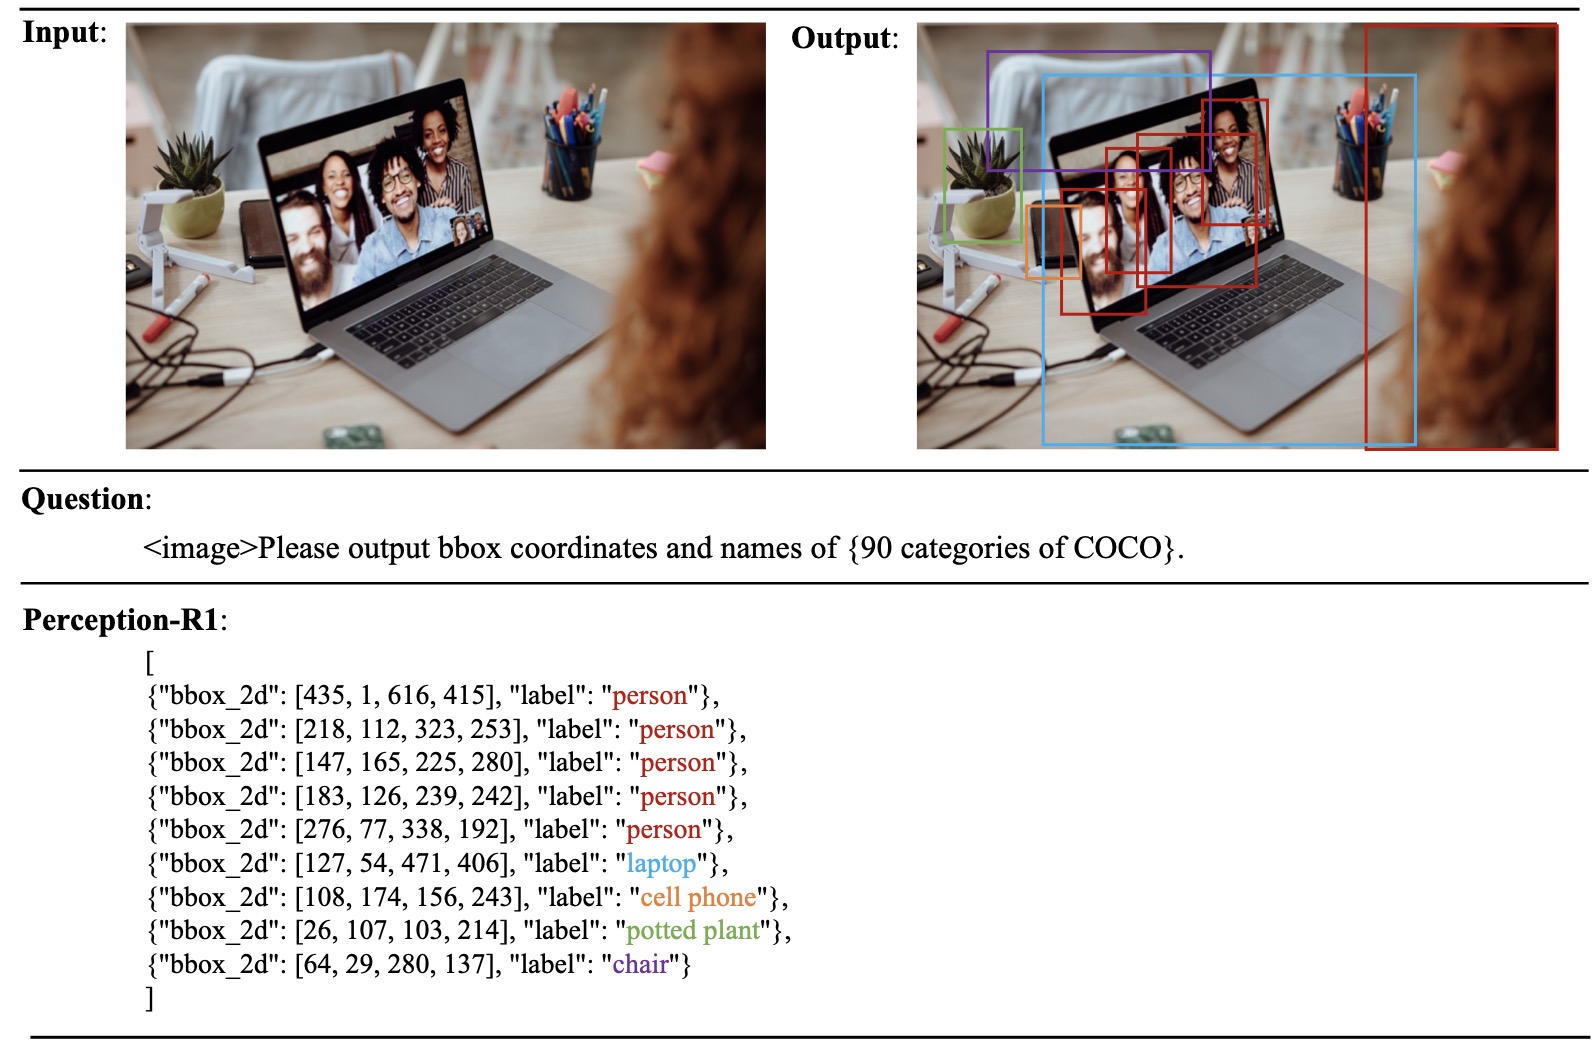 Input:
Output:
Question:
<image>Please output bbox coordinates and names of {90 categories of COCO}.
Perception-R1:
[
{"bbox_2d": [435, 1, 616, 415], "label": "person"},
{"bbox_2d": [218, 112, 323, 253], "label": "person"},
{"bbox_2d": [147, 165, 225, 280], "label": "person"},
{"bbox_2d": [183, 126, 239, 242], "label": "person"},
{"bbox_2d": [276, 77, 338, 192], "label": "person"},
{"bbox_2d": [127, 54, 471, 406], "label": "laptop"},
{"bbox_2d": [108, 174, 156, 243], "label": "cell phone"},
{"bbox_2d": [26, 107, 103, 214], "label": "potted plant"},
{"bbox_2d": [64, 29, 280, 137], "label": "chair"}
]